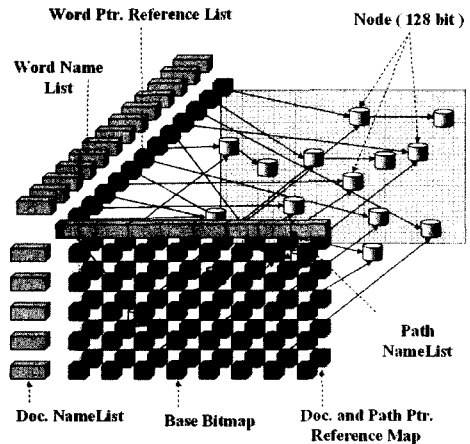 Word Ptr. Reference List
Node ( 128 bit )
Word Name
List
Path
NameList
Doc. NameList
Base Bitmap
Doc. and Path Ptr.
Reference Map